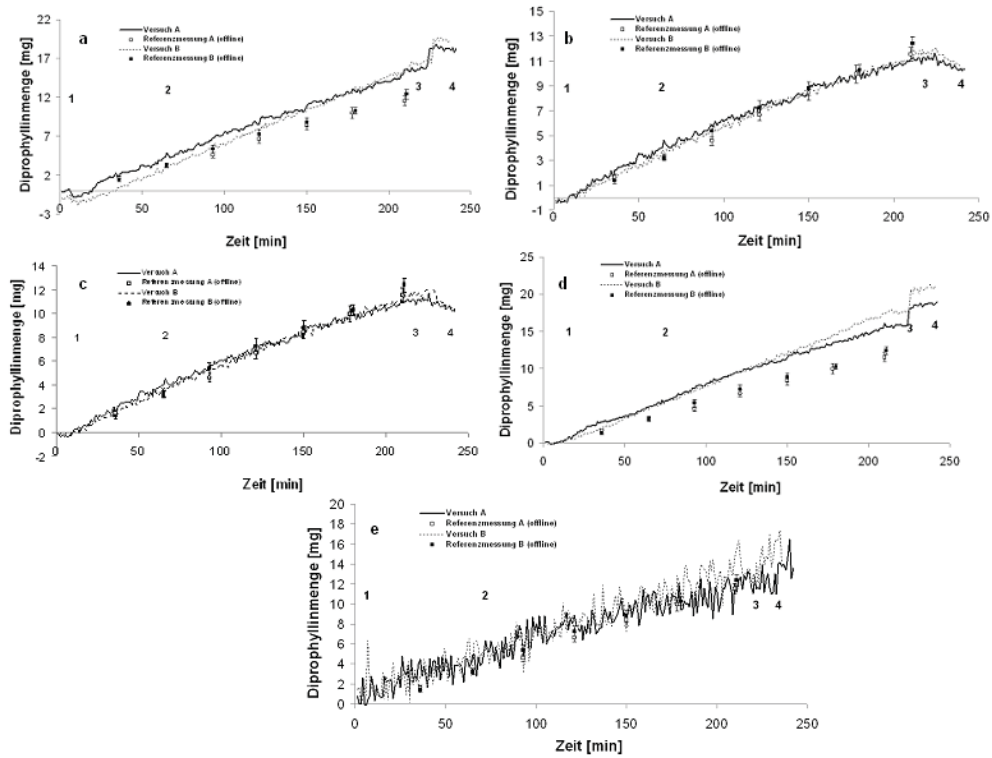 a
Versuch A
Referenzmessung A (offline)
Versuch B
Referenzmessung B (offline)
Diprophyllinmenge [mg]
22
17
12
7
2
-3
1
2
3
4
0
50
100
150
200
250
Zeit [min]
b
Versuch A
Referenzmessung A (offline)
Versuch B
Referenzmessung B (offline)
Diprophyllinmenge [mg]
15
13
11
9
7
5
3
1
-1
1
2
3
4
0
50
100
150
200
250
Zeit [min]
c
Versuch A
Referenzmessung A (offline)
Versuch B
Referenzmessung B (offline)
Diprophyllinmenge [mg]
14
12
10
8
6
4
2
0
-2
1
2
3
4
0
50
100
150
200
250
Zeit [min]
d
Versuch A
Referenzmessung A (offline)
Versuch B
Referenzmessung B (offline)
Diprophyllinmenge [mg]
25
20
15
10
5
0
1
2
3
4
0
50
100
150
200
250
Zeit [min]
e
Versuch A
Referenzmessung A (offline)
Versuch B
Referenzmessung B (offline)
Diprophyllinmenge [mg]
20
18
16
14
12
10
8
6
4
2
0
1
2
3
4
0
50
100
150
200
250
Zeit [min]